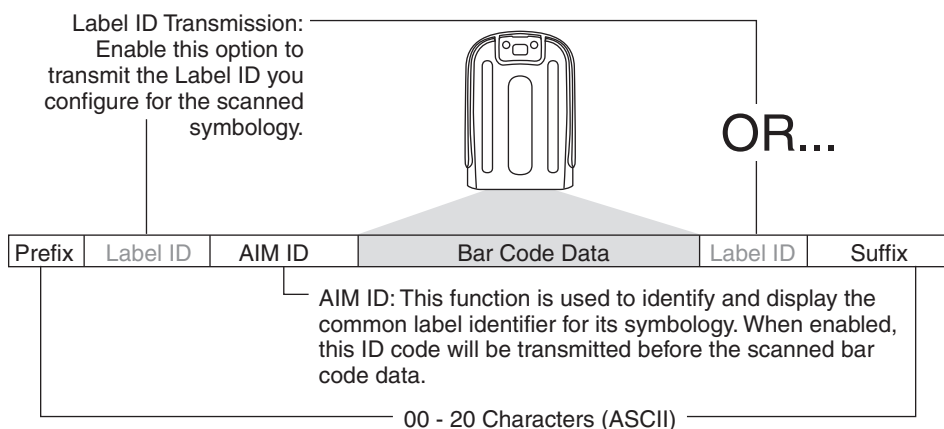 Label ID Transmission:
Enable this option to
transmit the Label ID you
configure for the scanned
symbology.
OR...
Prefix Label ID AIM ID Bar Code Data Label ID Suffix
AIM ID: This function is used to identify and display the
common label identifier for its symbology. When enabled,
this ID code will be transmitted before the scanned bar
code data.
00 - 20 Characters (ASCII)